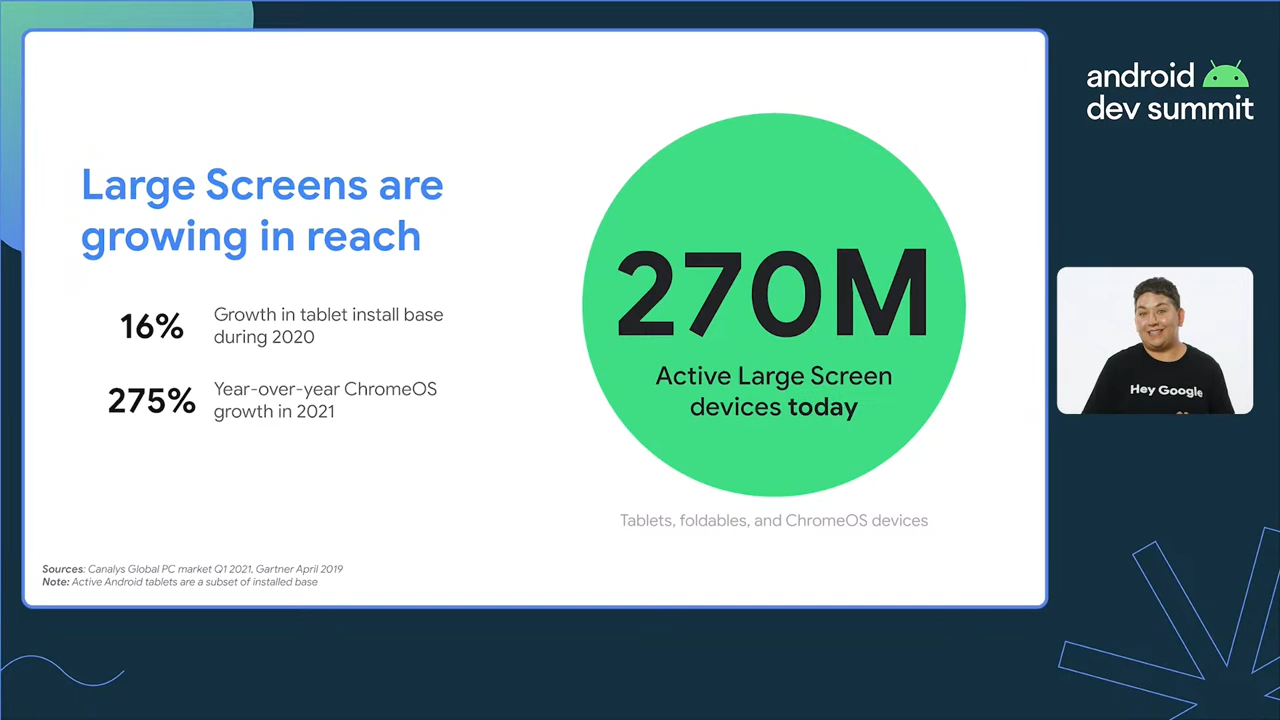 android
dev summit
Large Screens are
growing in reach
16%
Growth in tablet install base
during 2020
275%
Year-over-year ChromeOS
growth in 2021
270M
Active Large Screen
devices today
Tablets, foldables, and ChromeOS devices
Sources: Canalys Global PC market Q1 2021, Gartner April 2019
Note: Active Android tablets are a subset of installed base
Hey Google